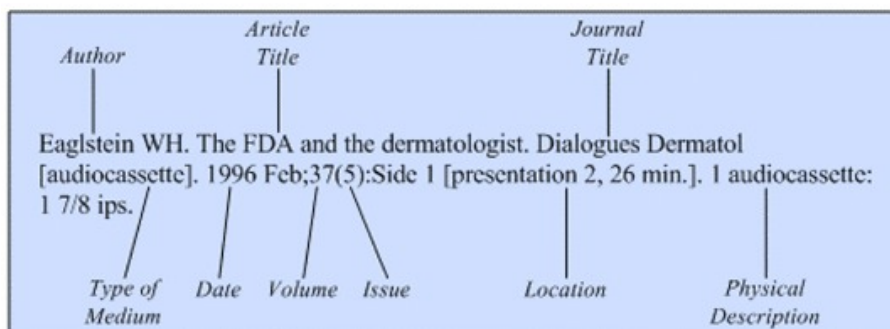 Article Journal
Author Title Title
Eaglstein WH. The FDA and the dermatologist. Dialogues Dermatol
[audiocassette]. 1996 Feb;37(5):Side 1 [presentation 2, 26 min.]. 1 audiocassette:
1 7/8 ips.
Type of Date Volume Issue Location Physical
Medium Description